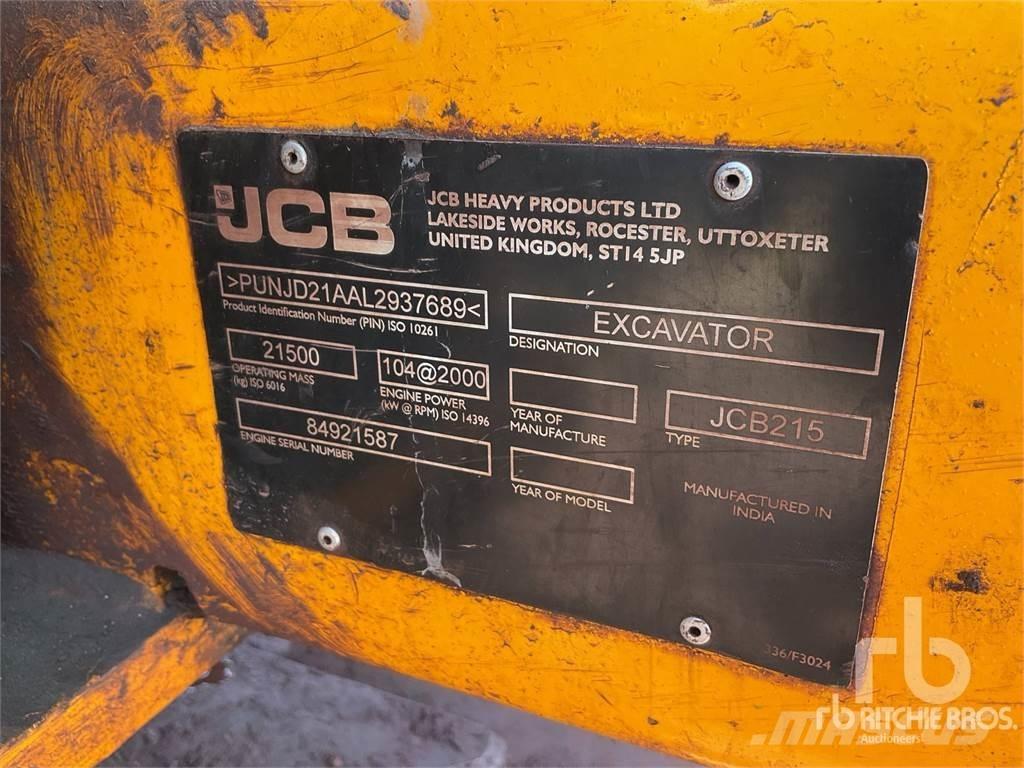 JCB
JCB HEAVY PRODUCTS LTD
LAKESIDE WORKS, ROCESTER, UTTOXETER
UNITED KINGDOM, ST14 5JP
>PUNJD21AAL2937689<
Product Identification Number (PIN) ISO 10261
21500
OPERATING MASS
(kg) ISO 6016
104@2000
ENGINE POWER
(kW @ RPM) ISO 14396
84921587
ENGINE SERIAL NUMBER
EXCAVATOR
DESIGNATION
YEAR OF
MANUFACTURE
JCB215
TYPE
YEAR OF MODEL
MANUFACTURED IN
INDIA
336/F3024
rb
rb RITCHIE BROS.
Auctioneers
MASCUS